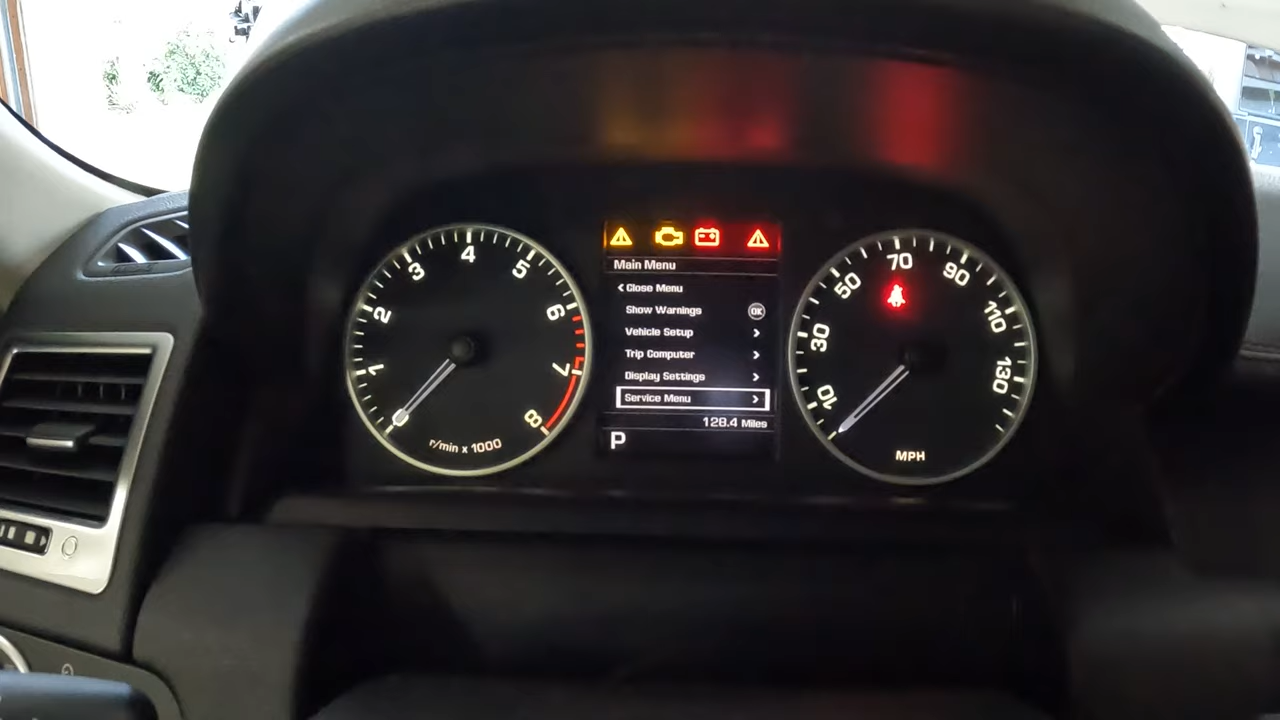 1
2
3
4
5
6
7
8
r/min x 1000
Main Menu
Close Menu
Show Warnings OK
Vehicle Setup
Trip Computer
Display Settings
Service Menu
128.4 Miles
P
10
30
50
70
90
110
130
MPH